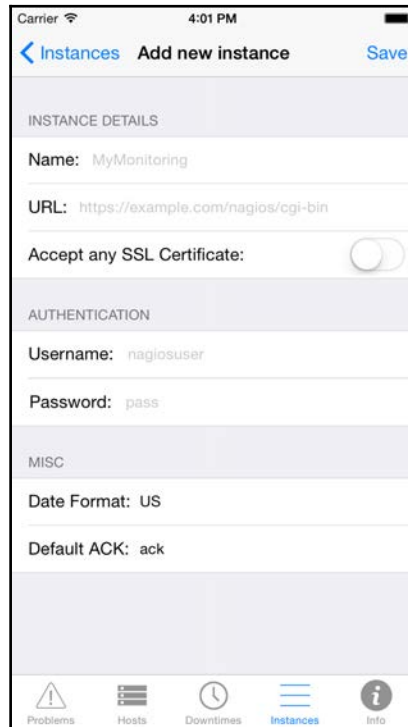 Carrier 4:01 PM
Instances Add new instance Save
INSTANCE DETAILS
Name: MyMonitoring
URL: https://example.com/nagios/cgi-bin
Accept any SSL Certificate:
AUTHENTICATION
Username: nagiosuser
Password: pass
MISC
Date Format: US
Default ACK: ack
Problems Hosts Downtimes Instances Info